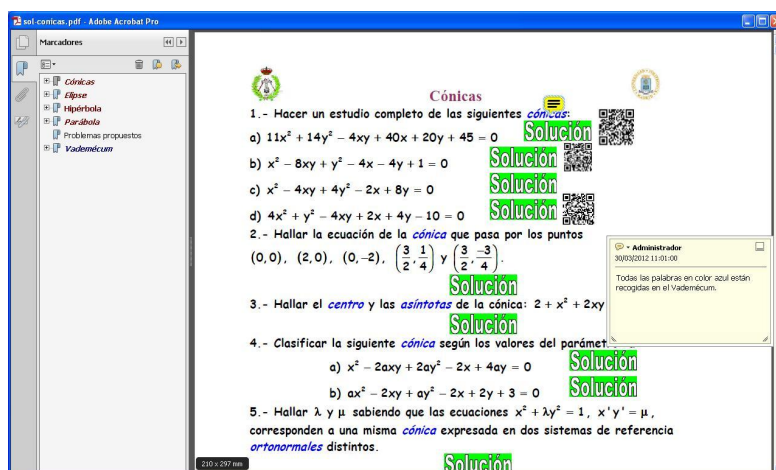 sol-conicas.pdf - Adobe Acrobat Pro
Marcadores
Cónicas
Elipse
Hipérbola
Parábola
Problemas propuestos
Vademécum
Cónicas
1.- Hacer un estudio completo de las siguientes cónicas:
a) 11x² + 14y² – 4xy + 40x + 20y + 45 = 0 Solución
b) x² – 8xy + y² – 4x – 4y + 1 = 0 Solución
c) x² – 4xy + 4y² – 2x + 8y = 0 Solución
d) 4x² + y² – 4xy + 2x + 4y – 10 = 0 Solución
2.- Hallar la ecuación de la cónica que pasa por los puntos
(0,0), (2,0), (0,–2), (3/2, 1/4) y (3/2, –3/4).
Solución
3.- Hallar el centro y las asíntotas de la cónica: 2 + x² + 2xy
Solución
4.- Clasificar la siguiente cónica según los valores del parámet
a) x² – 2axy + 2ay² – 2x + 4ay = 0 Solución
b) ax² – 2xy + ay² – 2x + 2y + 3 = 0 Solución
5.- Hallar λ y μ sabiendo que las ecuaciones x² + λy² = 1, x'y' = μ,
corresponden a una misma cónica expresada en dos sistemas de referencia
ortonormales distintos.
Solución
Administrador
30/03/2012 11:01:00
Todas las palabras en color azul están
recogidas en el Vademécum.
210 x 297 mm